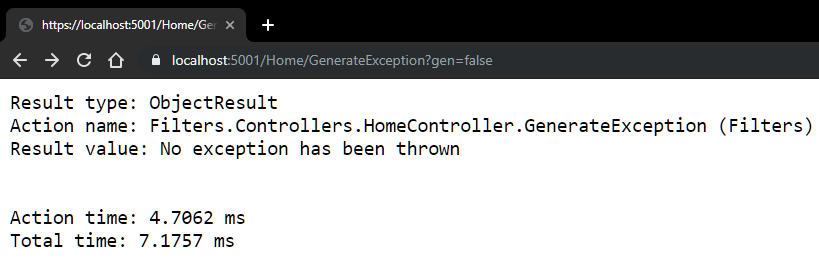 https://localhost:5001/Home/Ger
localhost:5001/Home/GenerateException?gen=false
Result type: ObjectResult
Action name: Filters.Controllers.HomeController.GenerateException (Filters)
Result value: No exception has been thrown
Action time: 4.7062 ms
Total time: 7.1757 ms